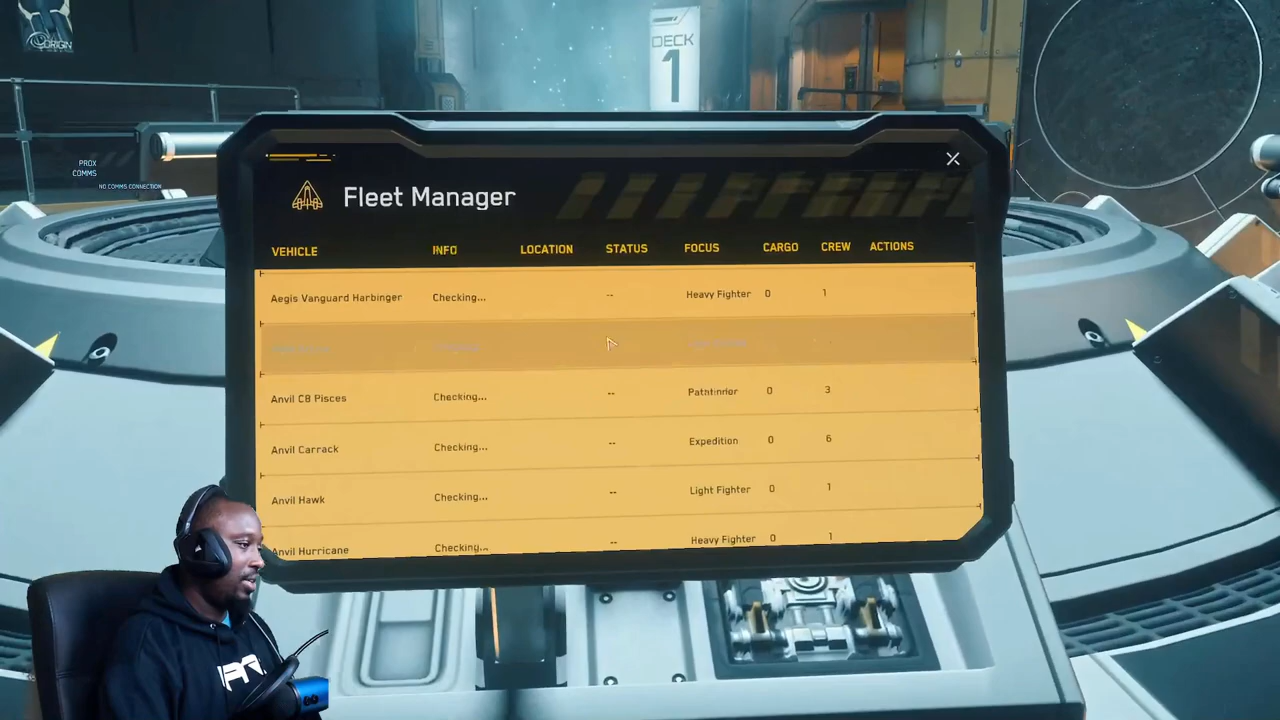 ORIGIN
DECK
1
PROX
COMMS
NO COMMS CONNECTION
Fleet Manager
VEHICLE INFO LOCATION STATUS FOCUS CARGO CREW ACTIONS
Aegis Vanguard Harbinger Checking... -- Heavy Fighter 0 1
Anvil C8 Pisces Checking... -- Pathfinder 0 3
Anvil Carrack Checking... -- Expedition 0 6
Anvil Hawk Checking... -- Light Fighter 0 1
Anvil Hurricane Checking... -- Heavy Fighter 0 1